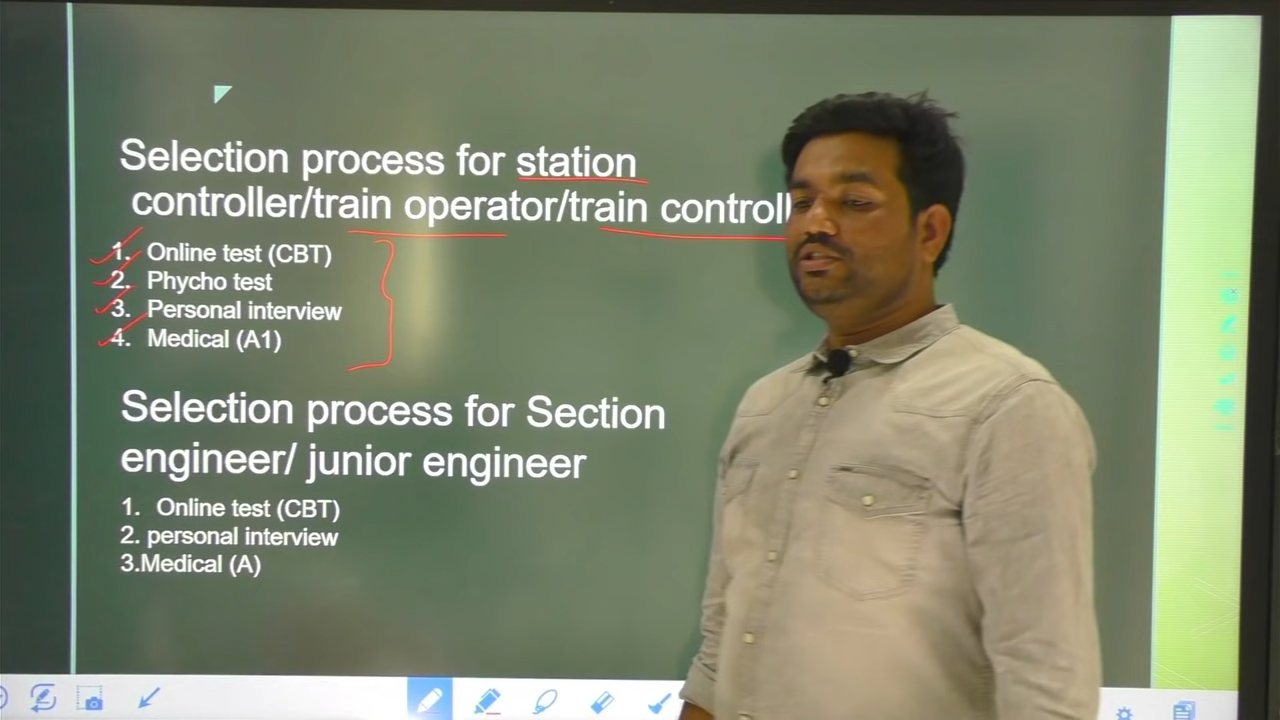 Selection process for station
controller/train operator/train controll
1. Online test (CBT)
2. Phycho test
3. Personal interview
4. Medical (A1)
Selection process for Section
engineer/ junior engineer
1. Online test (CBT)
2. personal interview
3.Medical (A)